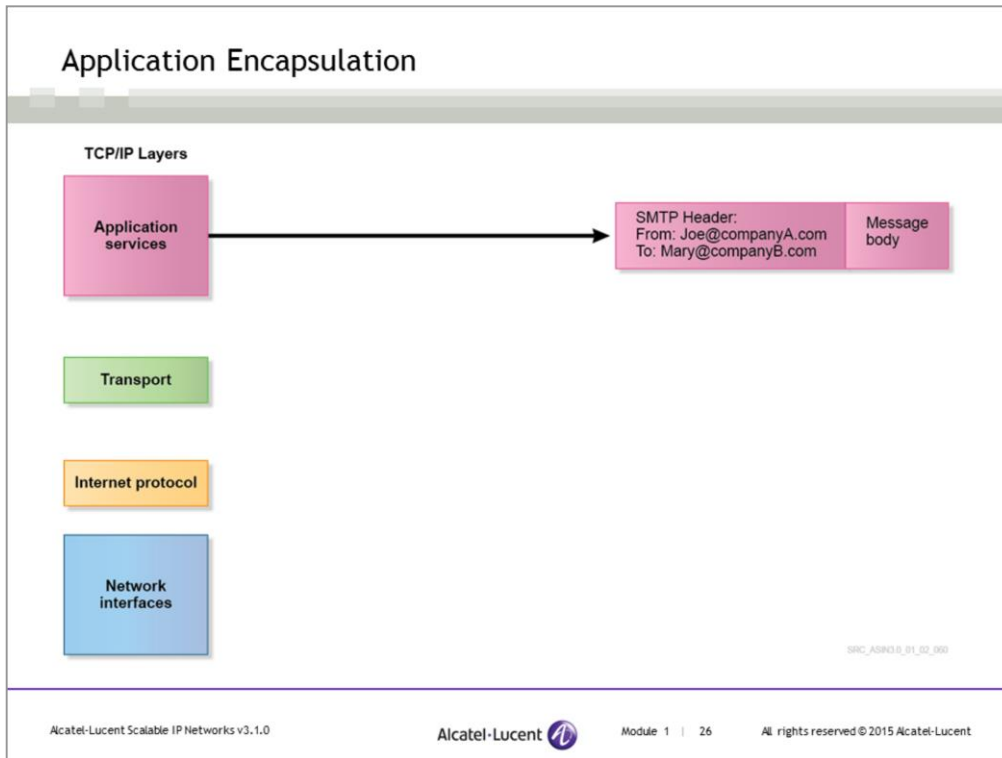 Application Encapsulation
TCP/IP Layers
Application
services
SMTP Header:
From: Joe@companyA.com
To: Mary@companyB.com
Message
body
Transport
Internet protocol
Network
interfaces
SRC_ASIN3.0_01_02_060
Alcatel-Lucent Scalable IP Networks v3.1.0
Alcatel·Lucent
Module 1 | 26
All rights reserved © 2015 Alcatel-Lucent